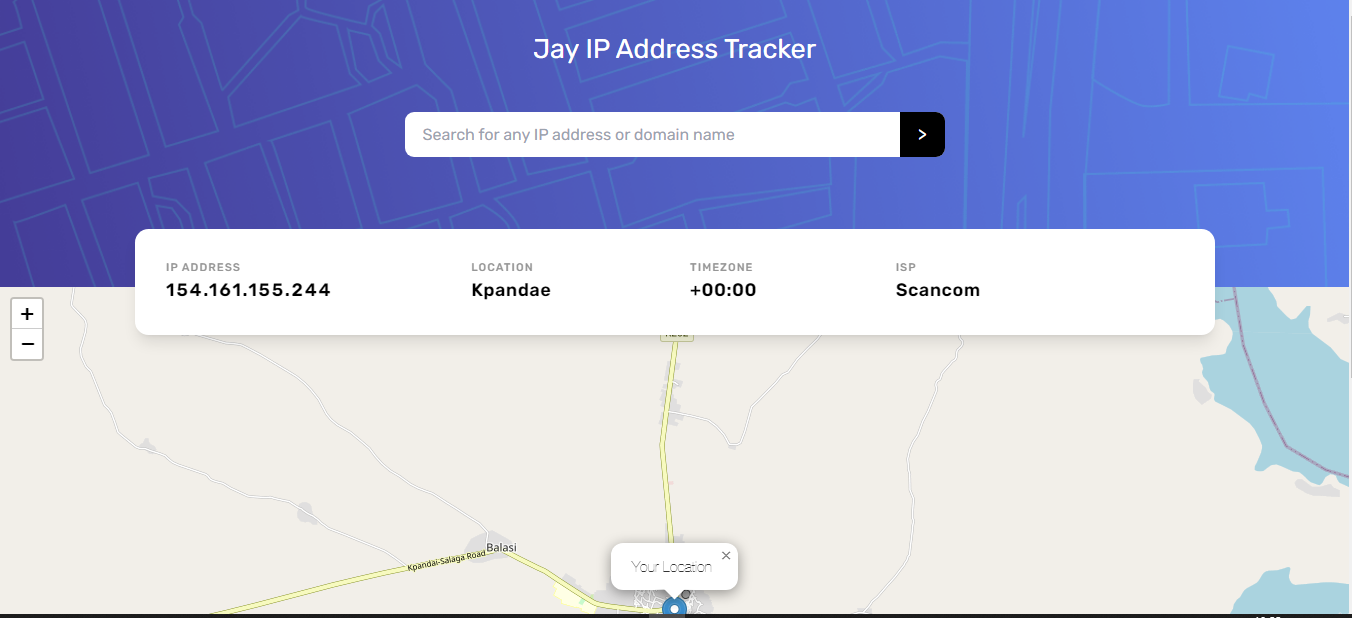 Jay IP Address Tracker
Search for any IP address or domain name
>
IP ADDRESS
154.161.155.244
LOCATION
Kpandae
TIMEZONE
+00:00
ISP
Scancom
+
−
Balasi
Kpandai-Salaga Road
Your Location
×